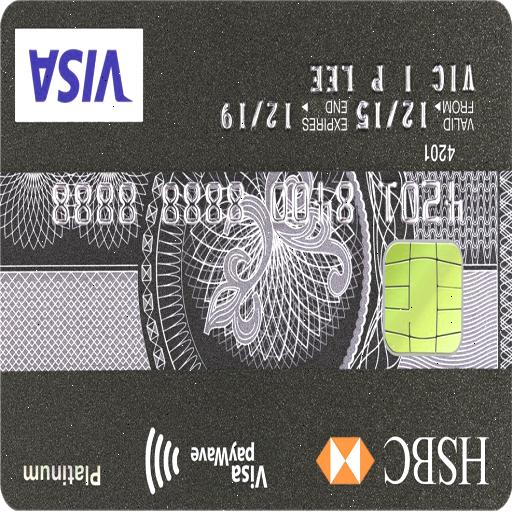 HSBC
Visa
payWave
Platinum
4201 8888 8888
4201
VALID
FROM 12/15
EXPIRES
END 12/19
VIC I P LEE
VISA